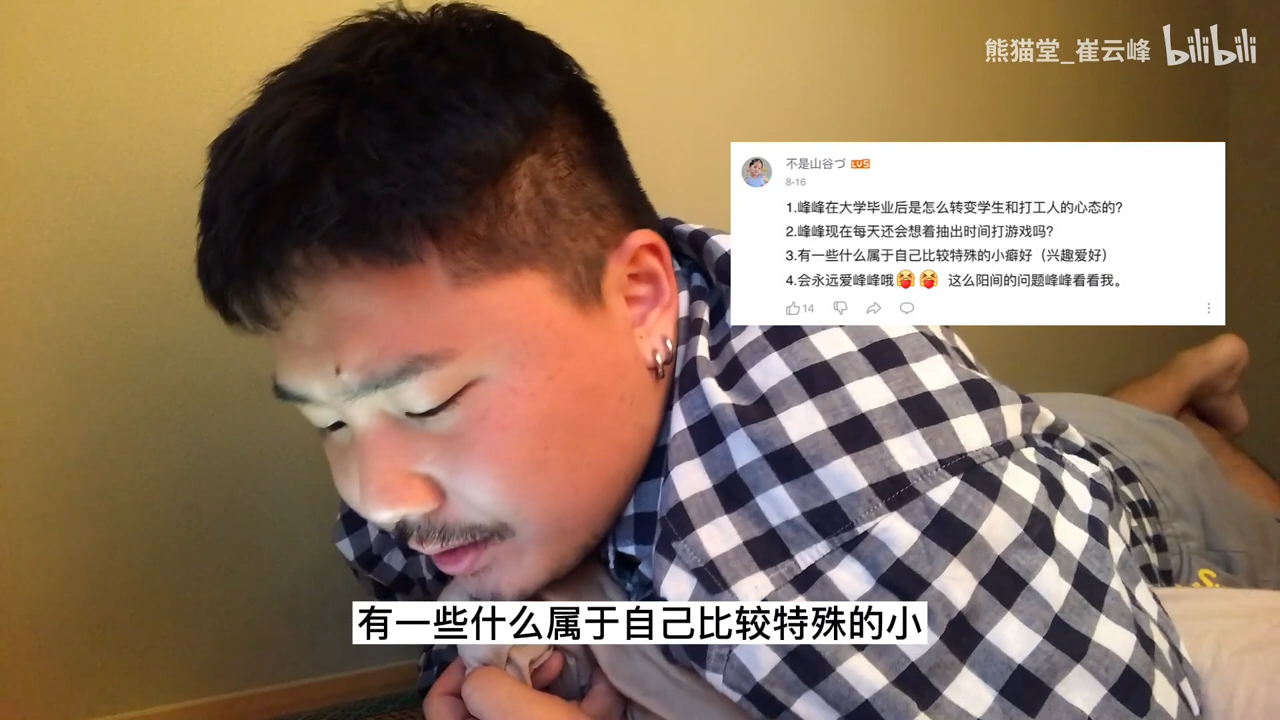 熊猫堂_崔云峰 bilibili
不是山谷づ LV5
8-16
1.峰峰在大学毕业后是怎么转变学生和打工人的心态的?
2.峰峰现在每天还会想着抽出时间打游戏吗?
3.有一些什么属于自己比较特殊的小癖好（兴趣爱好）
4.会永远爱峰峰哦 这么阳间的问题峰峰看看我。
14
有一些什么属于自己比较特殊的小